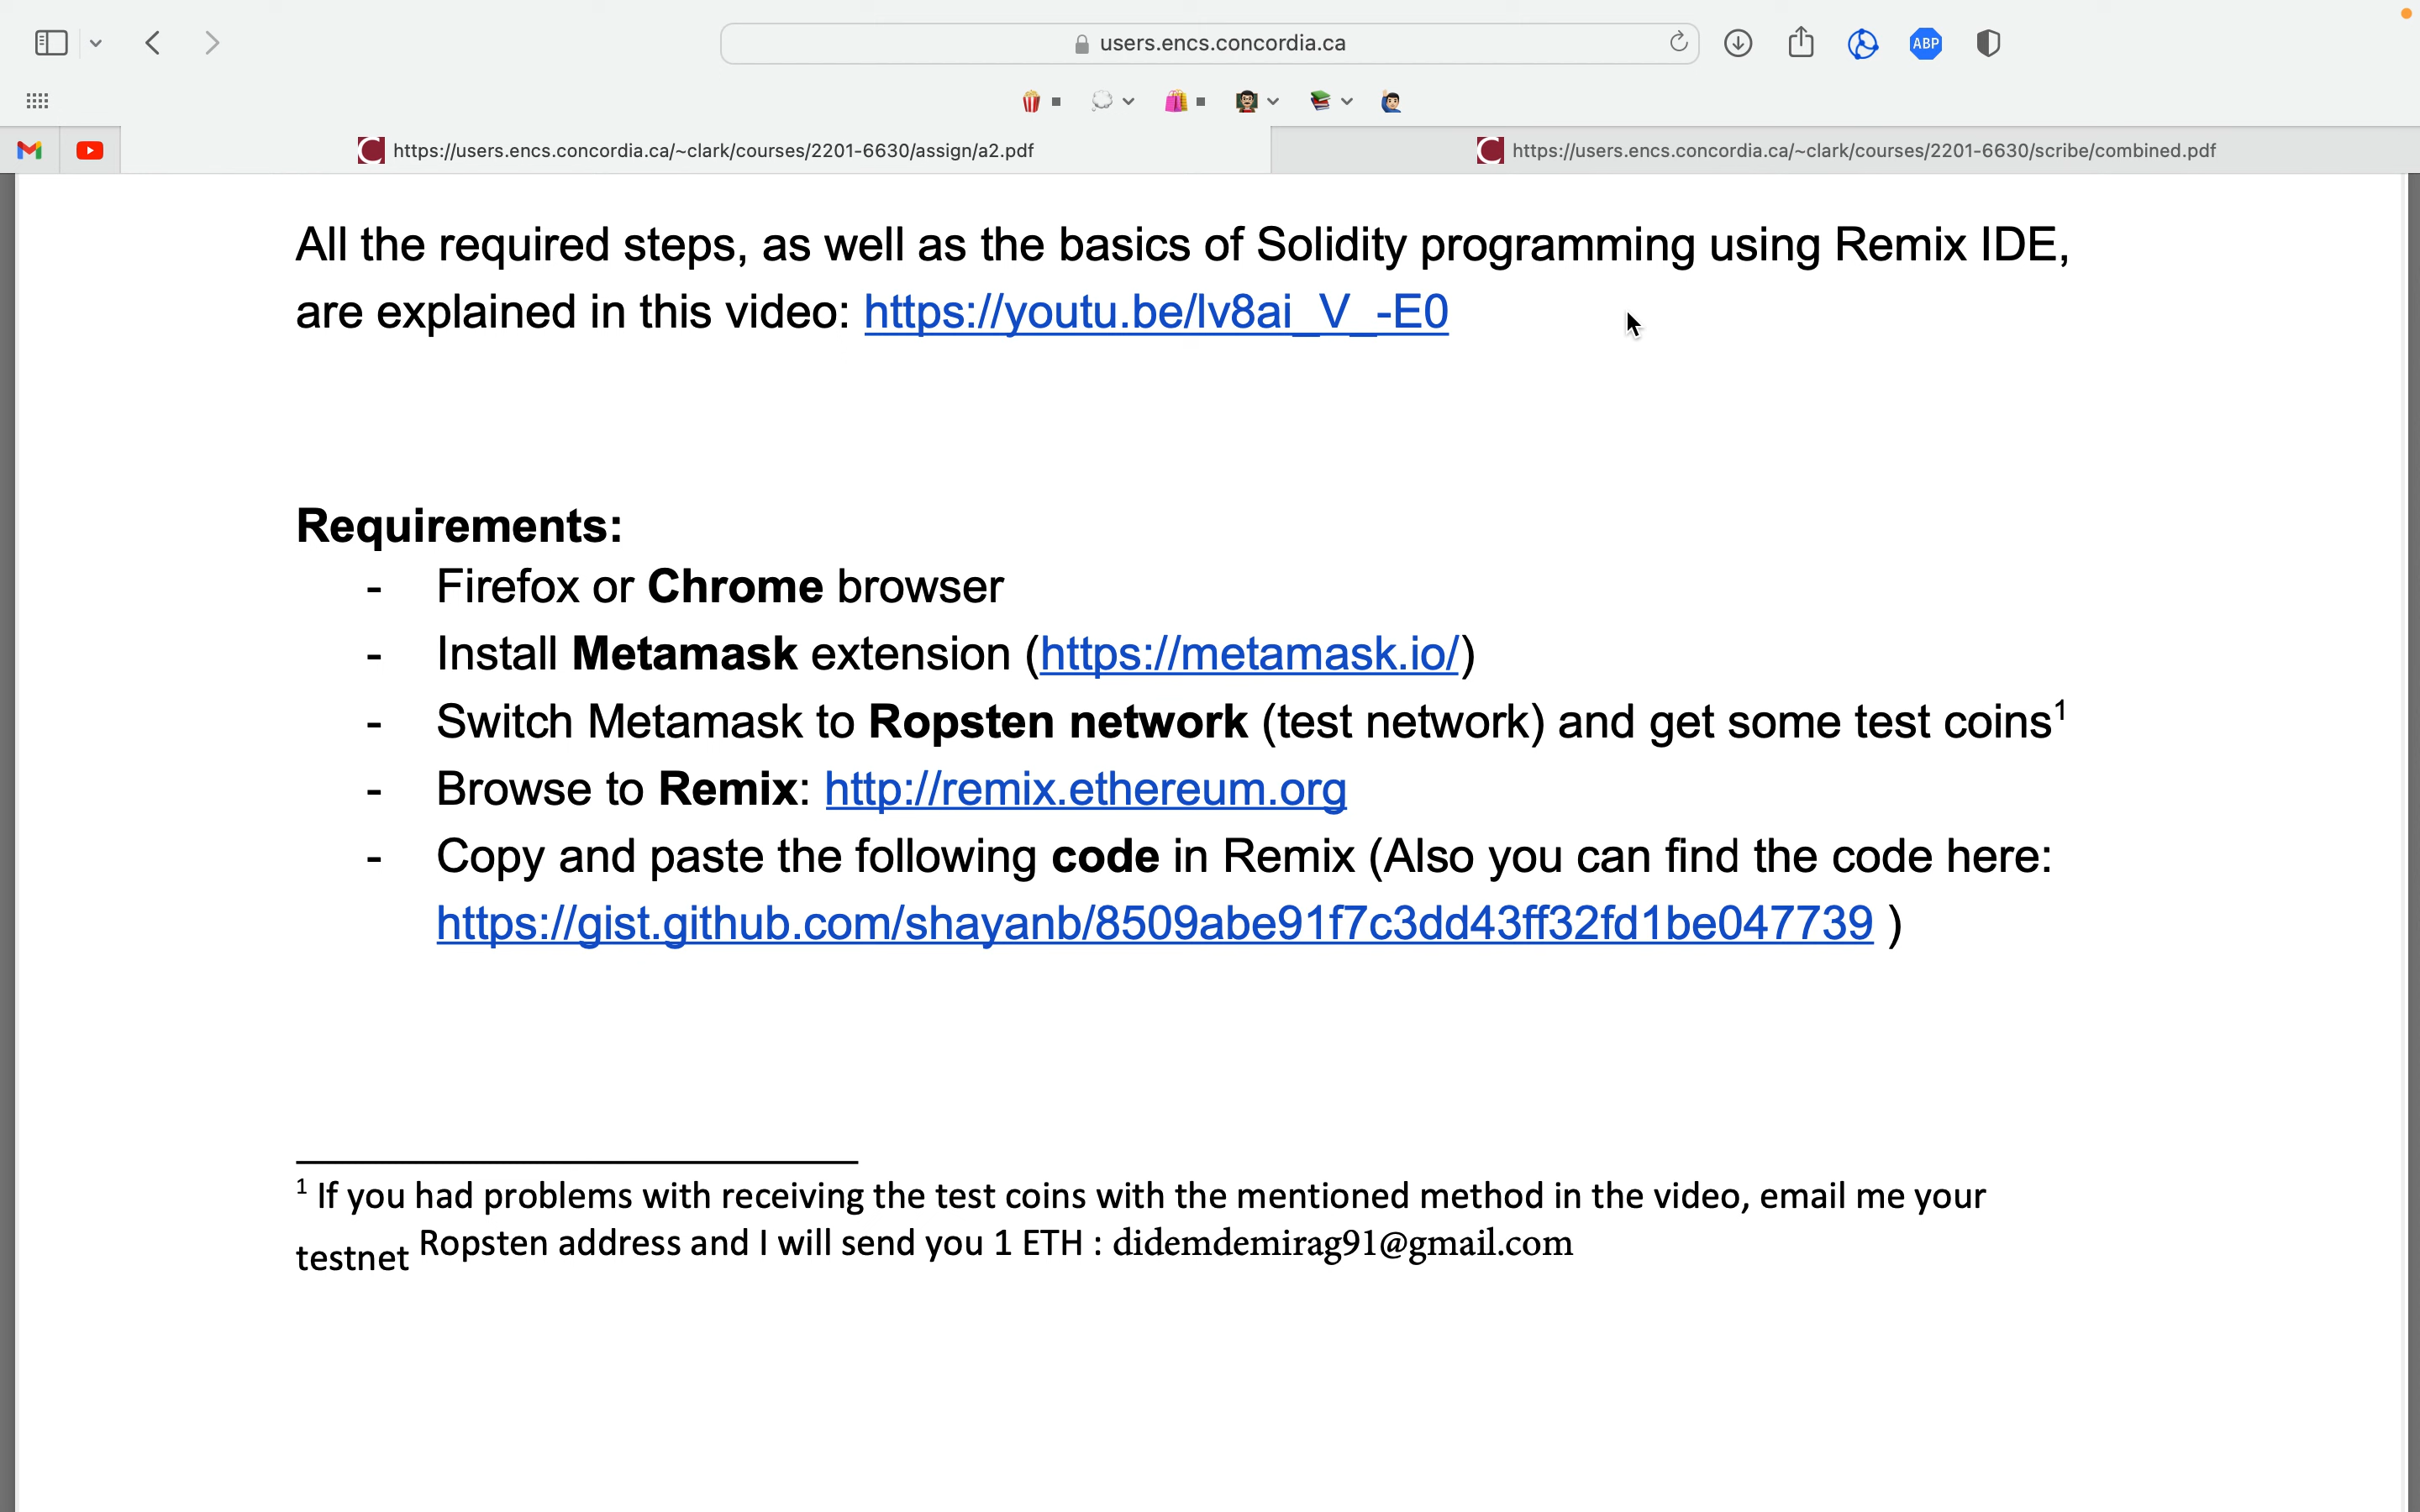 users.encs.concordia.ca
ABP
https://users.encs.concordia.ca/~clark/courses/2201-6630/assign/a2.pdf
https://users.encs.concordia.ca/~clark/courses/2201-6630/scribe/combined.pdf
All the required steps, as well as the basics of Solidity programming using Remix IDE,
are explained in this video: https://youtu.be/lv8ai_V_-E0
Requirements:
- Firefox or Chrome browser
- Install Metamask extension (https://metamask.io/)
- Switch Metamask to Ropsten network (test network) and get some test coins¹
- Browse to Remix: http://remix.ethereum.org
- Copy and paste the following code in Remix (Also you can find the code here:
https://gist.github.com/shayanb/8509abe91f7c3dd43ff32fd1be047739 )
¹ If you had problems with receiving the test coins with the mentioned method in the video, email me your
testnet Ropsten address and I will send you 1 ETH : didemdemirag91@gmail.com